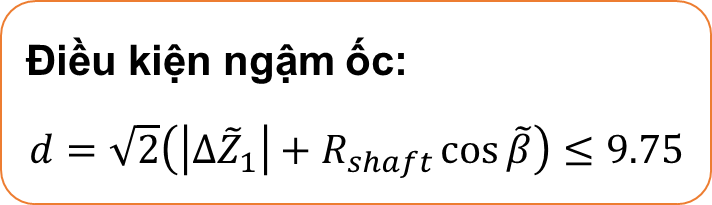 Điều kiện ngậm ốc:
d = √2(|ΔZ̃₁| + R_shaft cos β̃) ≤ 9.75